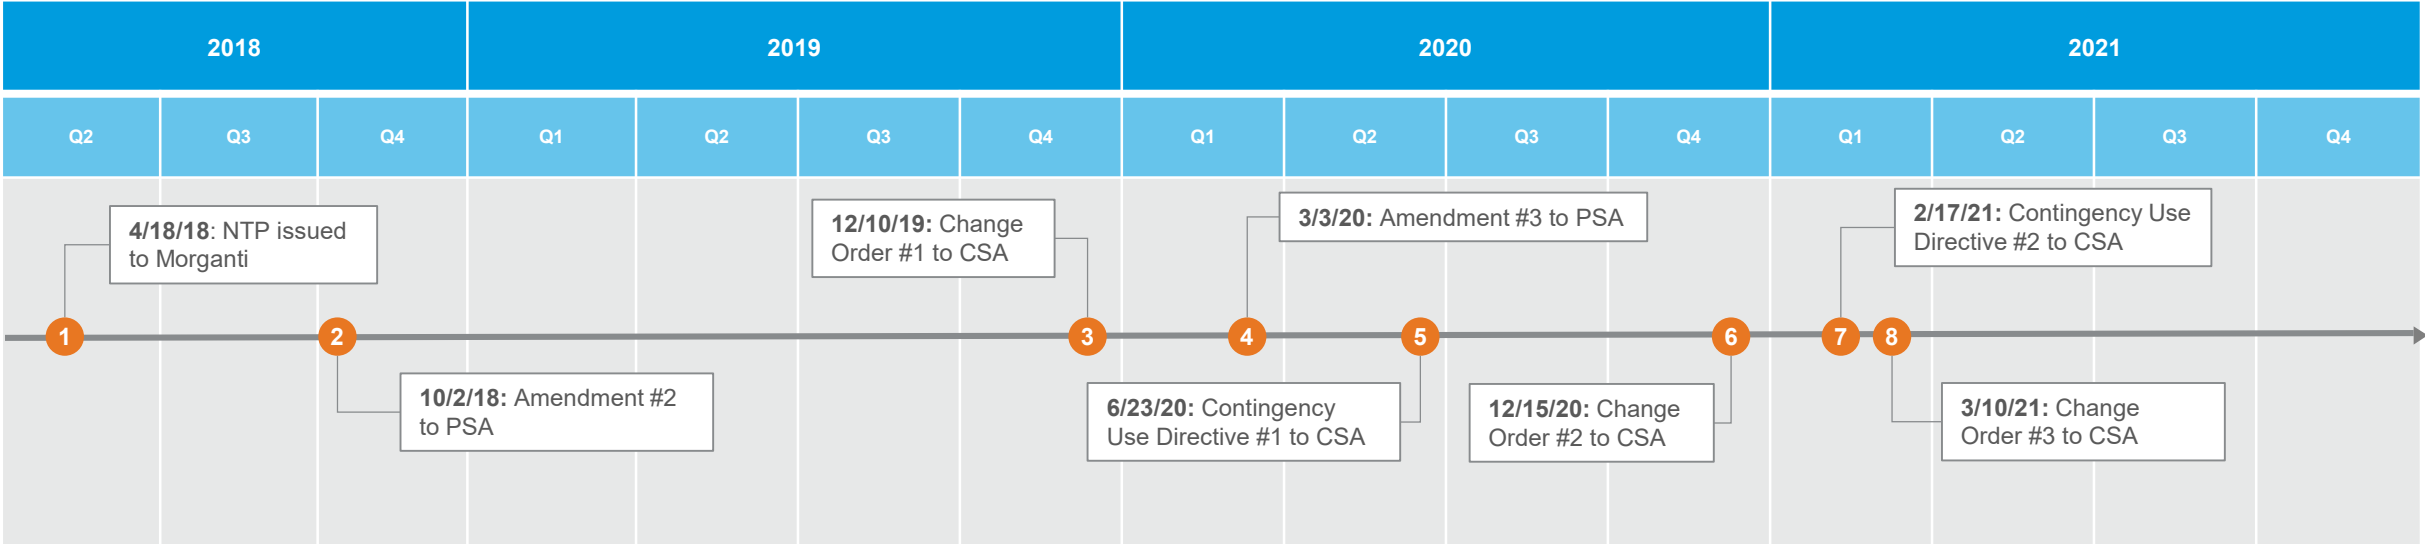 2018
2019
2020
2021
Q2
Q3
Q4
Q1
Q2
Q3
Q4
Q1
Q2
Q3
Q4
Q1
Q2
Q3
Q4
4/18/18: NTP issued
to Morganti
12/10/19: Change
Order #1 to CSA
3/3/20: Amendment #3 to PSA
2/17/21: Contingency Use
Directive #2 to CSA
1
2
3
4
5
6
7
8
10/2/18: Amendment #2
to PSA
6/23/20: Contingency
Use Directive #1 to CSA
12/15/20: Change
Order #2 to CSA
3/10/21: Change
Order #3 to CSA